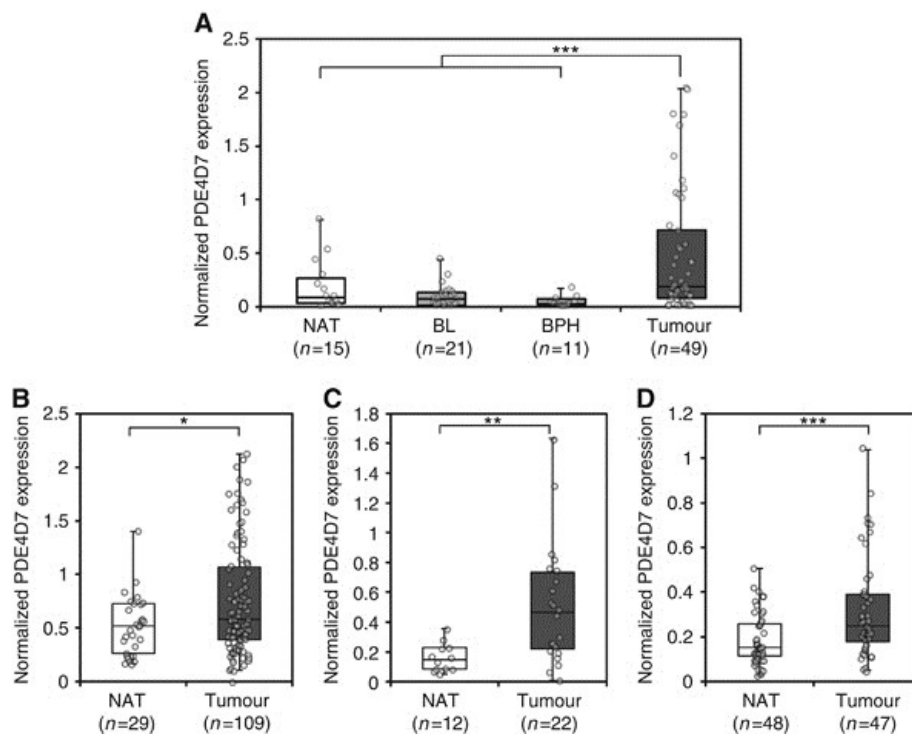 A
Normalized PDE4D7 expression
2.5
2
1.5
1
0.5
0
***
NAT BL BPH Tumour
(n=15) (n=21) (n=11) (n=49)
B
Normalized PDE4D7 expression
2.5
2
1.5
1
0.5
0
*
NAT Tumour
(n=29) (n=109)
C
Normalized PDE4D7 expression
1.8
1.6
1.4
1.2
1
0.8
0.6
0.4
0.2
0
**
NAT Tumour
(n=12) (n=22)
D
Normalized PDE4D7 expression
1.2
1
0.8
0.6
0.4
0.2
0
***
NAT Tumour
(n=48) (n=47)